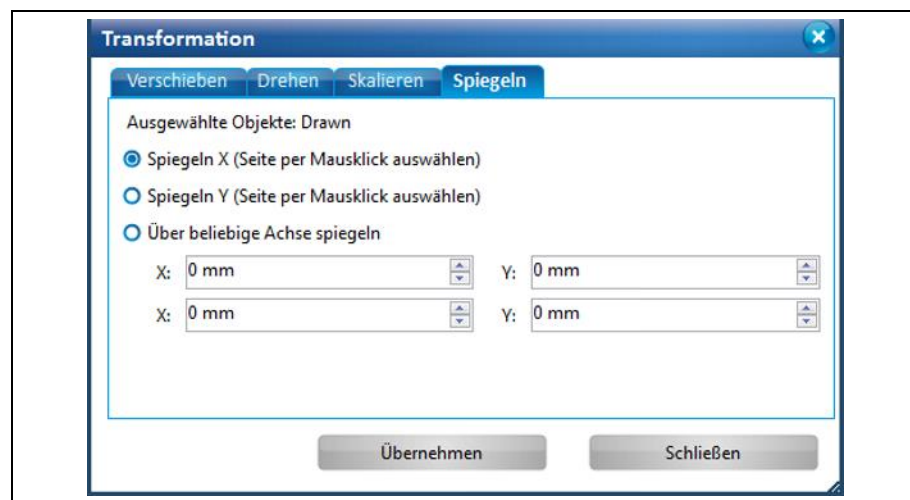 Transformation
Verschieben Drehen Skalieren Spiegeln
Ausgewählte Objekte: Drawn
Spiegeln X (Seite per Mausklick auswählen)
Spiegeln Y (Seite per Mausklick auswählen)
Über beliebige Achse spiegeln
X: 0 mm Y: 0 mm
X: 0 mm Y: 0 mm
Übernehmen Schließen